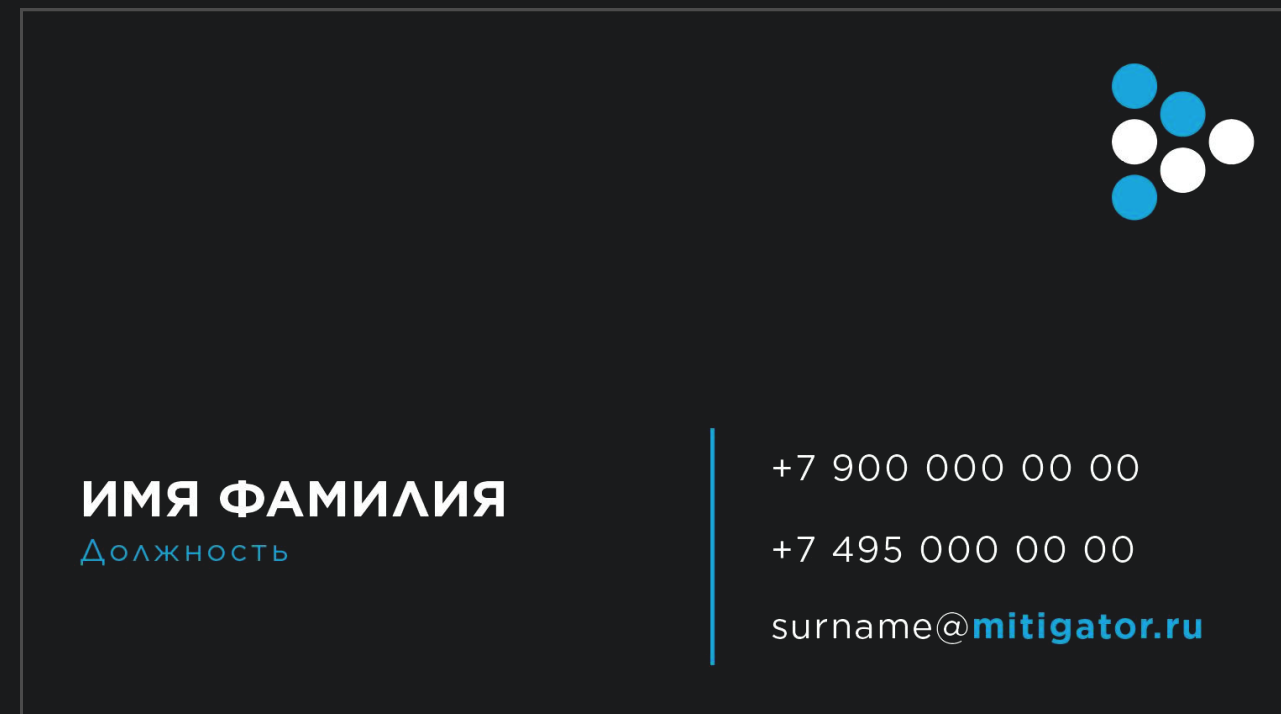 ИМЯ ФАМИЛИЯ
Должность
+7 900 000 00 00
+7 495 000 00 00
surname@mitigator.ru